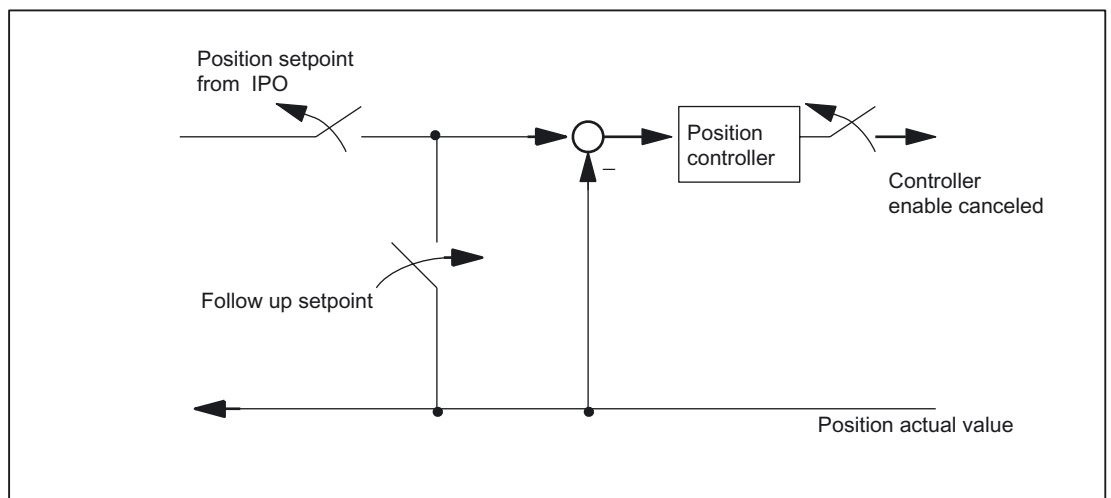 Position setpoint
from IPO
Position
controller
–
Controller
enable canceled
Follow up setpoint
Position actual value